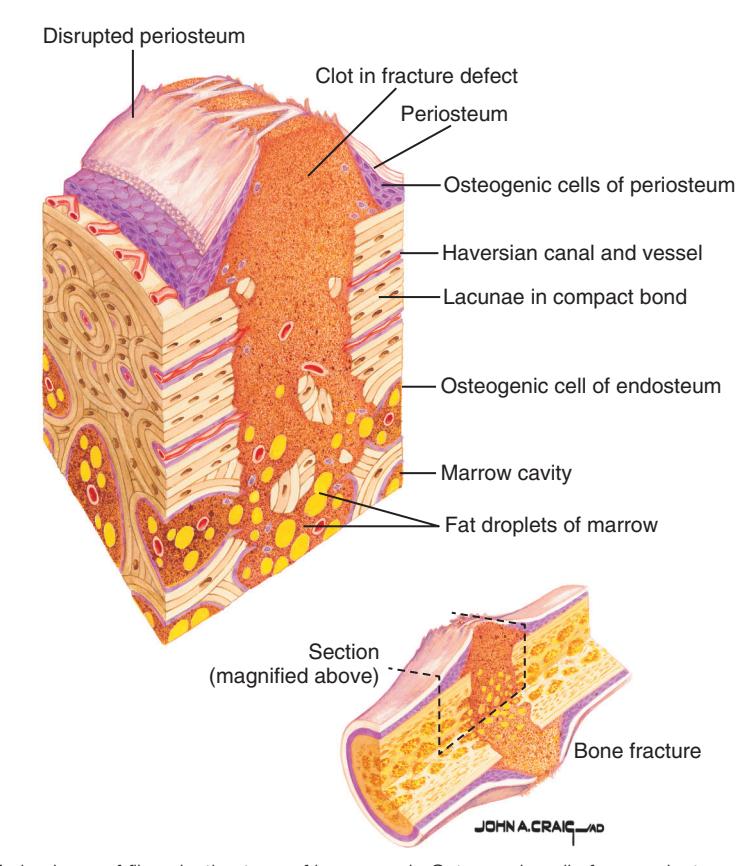 Disrupted periosteum
Clot in fracture defect
Periosteum
Osteogenic cells of periosteum
Haversian canal and vessel
Lacunae in compact bond
Osteogenic cell of endosteum
Marrow cavity
Fat droplets of marrow
Section
(magnified above)
Bone fracture
JOHN A. CRAIG_AD